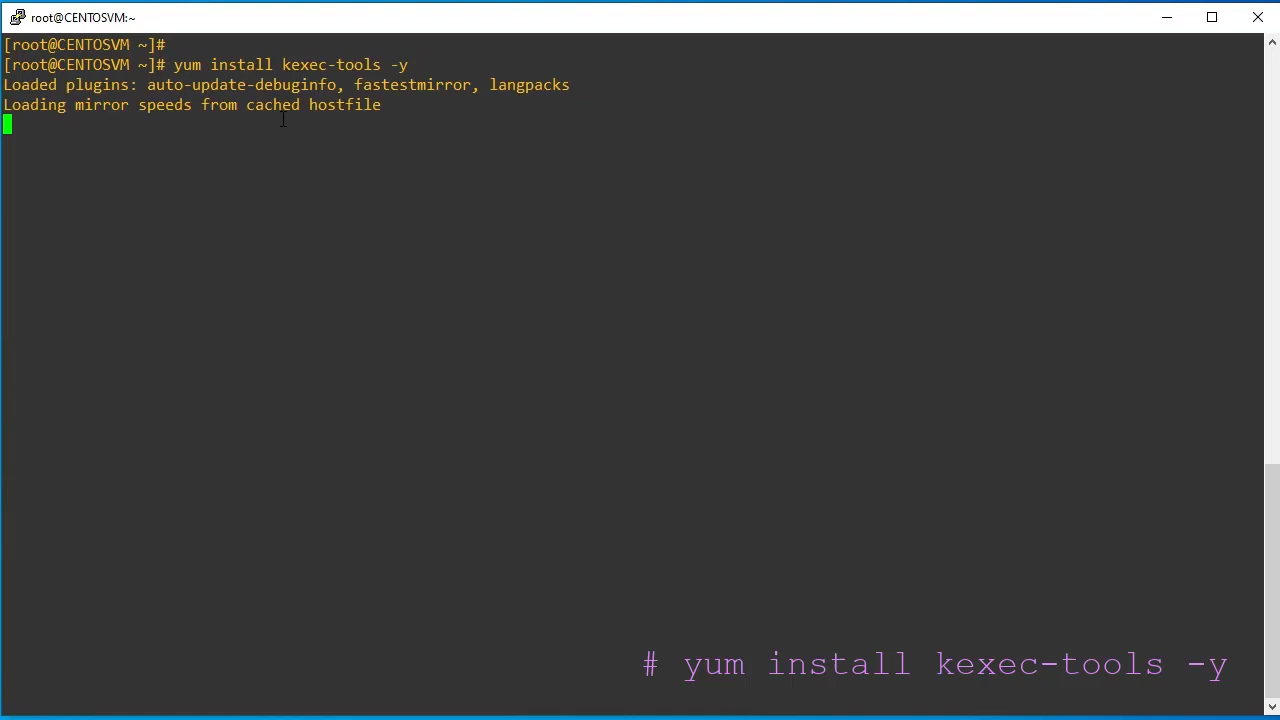 root@CENTOSVM:~
[root@CENTOSVM ~]#
[root@CENTOSVM ~]# yum install kexec-tools -y
Loaded plugins: auto-update-debuginfo, fastestmirror, langpacks
Loading mirror speeds from cached hostfile
# yum install kexec-tools -y